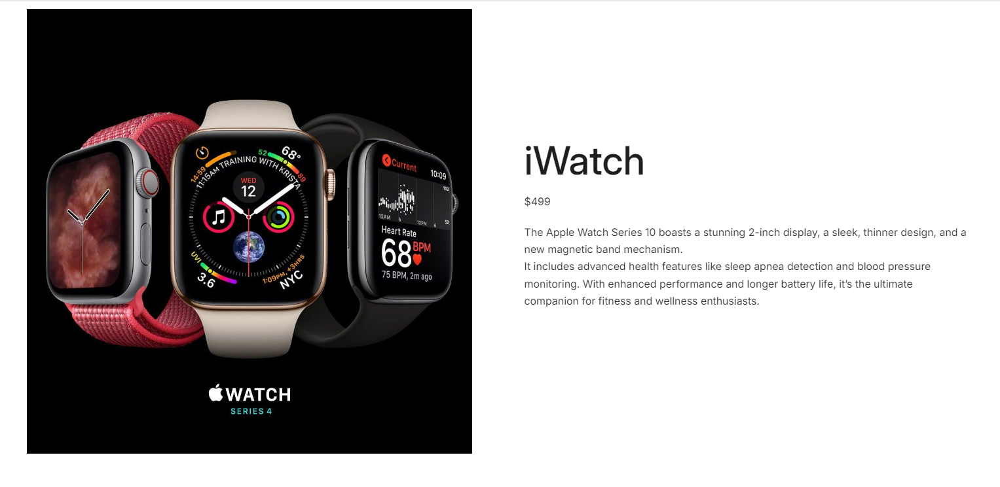 14:59
11:15AM TRAINING WITH KRISTA
52
68°
89
WED
12
UVI
3.6
1:09PM, +3HRS
NYC
Current
10:09
102
12AM 6 12PM 6 52
Heart Rate
68 BPM
75 BPM, 2m ago
WATCH
SERIES 4
iWatch
$499
The Apple Watch Series 10 boasts a stunning 2-inch display, a sleek, thinner design, and a
new magnetic band mechanism.
It includes advanced health features like sleep apnea detection and blood pressure
monitoring. With enhanced performance and longer battery life, it’s the ultimate
companion for fitness and wellness enthusiasts.